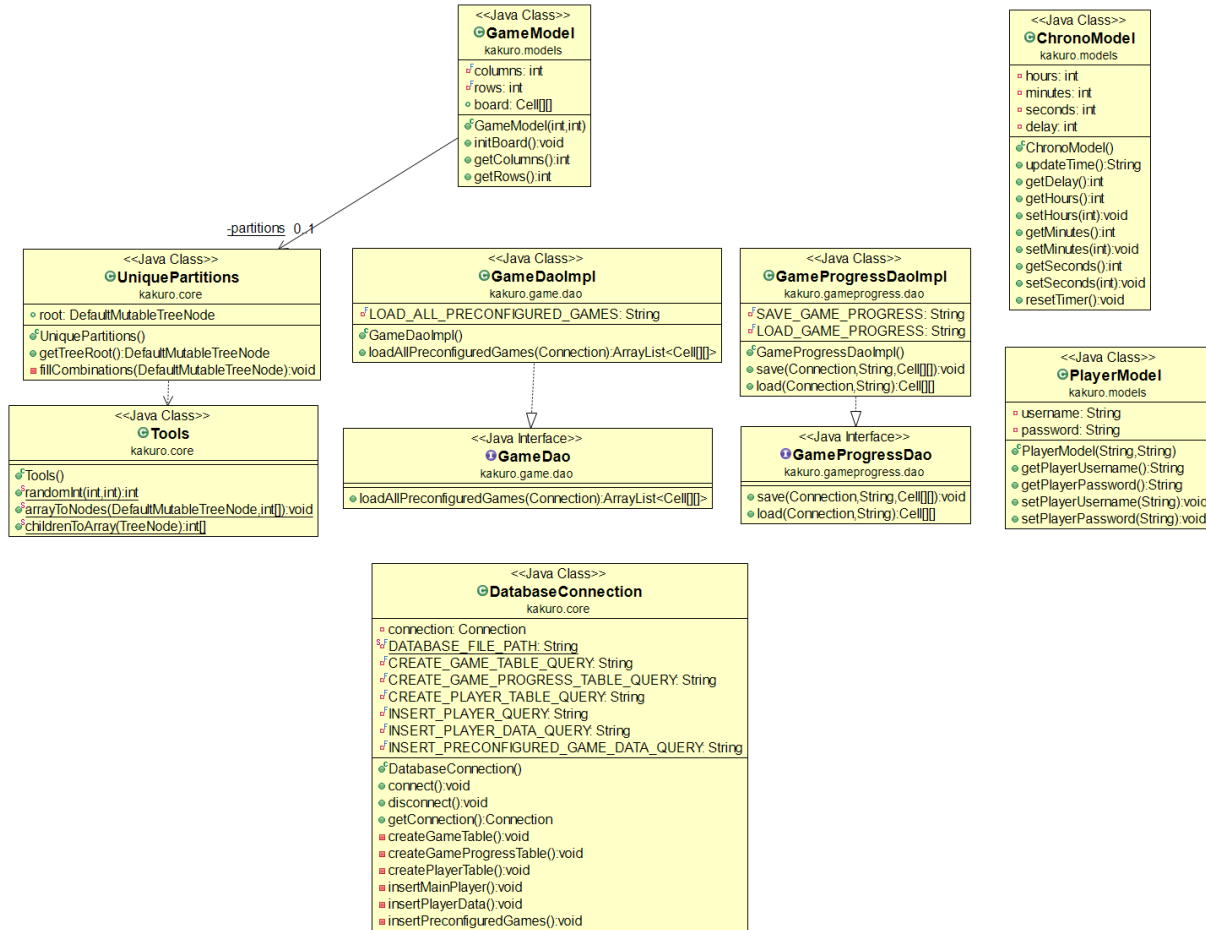 <<Java Class>>
GameModel
kakuro.models
columns: int
rows: int
board: Cell[][]
GameModel(int,int)
initBoard():void
getColumns():int
getRows():int
<<Java Class>>
ChronoModel
kakuro.models
hours: int
minutes: int
seconds: int
delay: int
ChronoModel()
updateTime():String
getDelay():int
getHours():int
setHours(int):void
getMinutes():int
setMinutes(int):void
getSeconds():int
setSeconds(int):void
resetTimer():void
-partitions 0..1
<<Java Class>>
UniquePartitions
kakuro.core
root: DefaultMutableTreeNode
UniquePartitions()
getTreeRoot():DefaultMutableTreeNode
fillCombinations(DefaultMutableTreeNode):void
<<Java Class>>
GameDaoImpl
kakuro.game.dao
LOAD_ALL_PRECONFIGURED_GAMES: String
GameDaoImpl()
loadAllPreconfiguredGames(Connection):ArrayList<Cell[][]>
<<Java Class>>
GameProgressDaoImpl
kakuro.gameprogress.dao
SAVE_GAME_PROGRESS: String
LOAD_GAME_PROGRESS: String
GameProgressDaoImpl()
save(Connection,String,Cell[][]):void
load(Connection,String):Cell[][]
<<Java Class>>
PlayerModel
kakuro.models
username: String
password: String
PlayerModel(String,String)
getPlayerUsername():String
getPlayerPassword():String
setPlayerUsername(String):void
setPlayerPassword(String):void
<<Java Class>>
Tools
kakuro.core
Tools()
randomInt(int,int):int
arrayToNodes(DefaultMutableTreeNode,int[]):void
childrenToArray(TreeNode):int[]
<<Java Interface>>
GameDao
kakuro.game.dao
loadAllPreconfiguredGames(Connection):ArrayList<Cell[][]>
<<Java Interface>>
GameProgressDao
kakuro.gameprogress.dao
save(Connection,String,Cell[][]):void
load(Connection,String):Cell[][]
<<Java Class>>
DatabaseConnection
kakuro.core
connection: Connection
DATABASE_FILE_PATH: String
CREATE_GAME_TABLE_QUERY: String
CREATE_GAME_PROGRESS_TABLE_QUERY: String
CREATE_PLAYER_TABLE_QUERY: String
INSERT_PLAYER_QUERY: String
INSERT_PLAYER_DATA_QUERY: String
INSERT_PRECONFIGURED_GAME_DATA_QUERY: String
DatabaseConnection()
connect():void
disconnect():void
getConnection():Connection
createGameTable():void
createGameProgressTable():void
createPlayerTable():void
insertMainPlayer():void
insertPlayerData():void
insertPreconfiguredGames():void